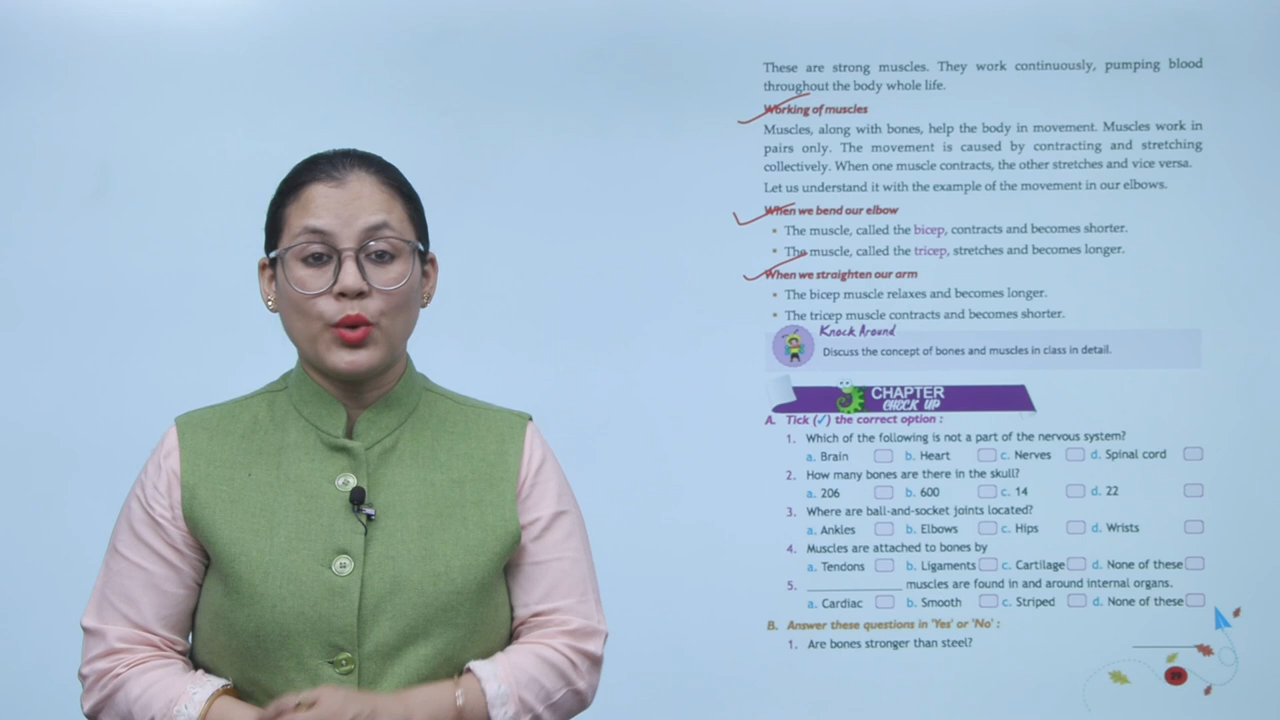 These are strong muscles. They work continuously, pumping blood
throughout the body whole life.
Working of muscles
Muscles, along with bones, help the body in movement. Muscles work in
pairs only. The movement is caused by contracting and stretching
collectively. When one muscle contracts, the other stretches and vice versa.
Let us understand it with the example of the movement in our elbows.
When we bend our elbow
• The muscle, called the bicep, contracts and becomes shorter.
• The muscle, called the tricep, stretches and becomes longer.
When we straighten our arm
• The bicep muscle relaxes and becomes longer.
• The tricep muscle contracts and becomes shorter.
Knock Around
Discuss the concept of bones and muscles in class in detail.
CHAPTER
CHECK UP
A. Tick (✓) the correct option :
1. Which of the following is not a part of the nervous system?
a. Brain b. Heart c. Nerves d. Spinal cord
2. How many bones are there in the skull?
a. 206 b. 600 c. 14 d. 22
3. Where are ball-and-socket joints located?
a. Ankles b. Elbows c. Hips d. Wrists
4. Muscles are attached to bones by
a. Tendons b. Ligaments c. Cartilage d. None of these
5. ____________ muscles are found in and around internal organs.
a. Cardiac b. Smooth c. Striped d. None of these
B. Answer these questions in 'Yes' or 'No' :
1. Are bones stronger than steel? ________